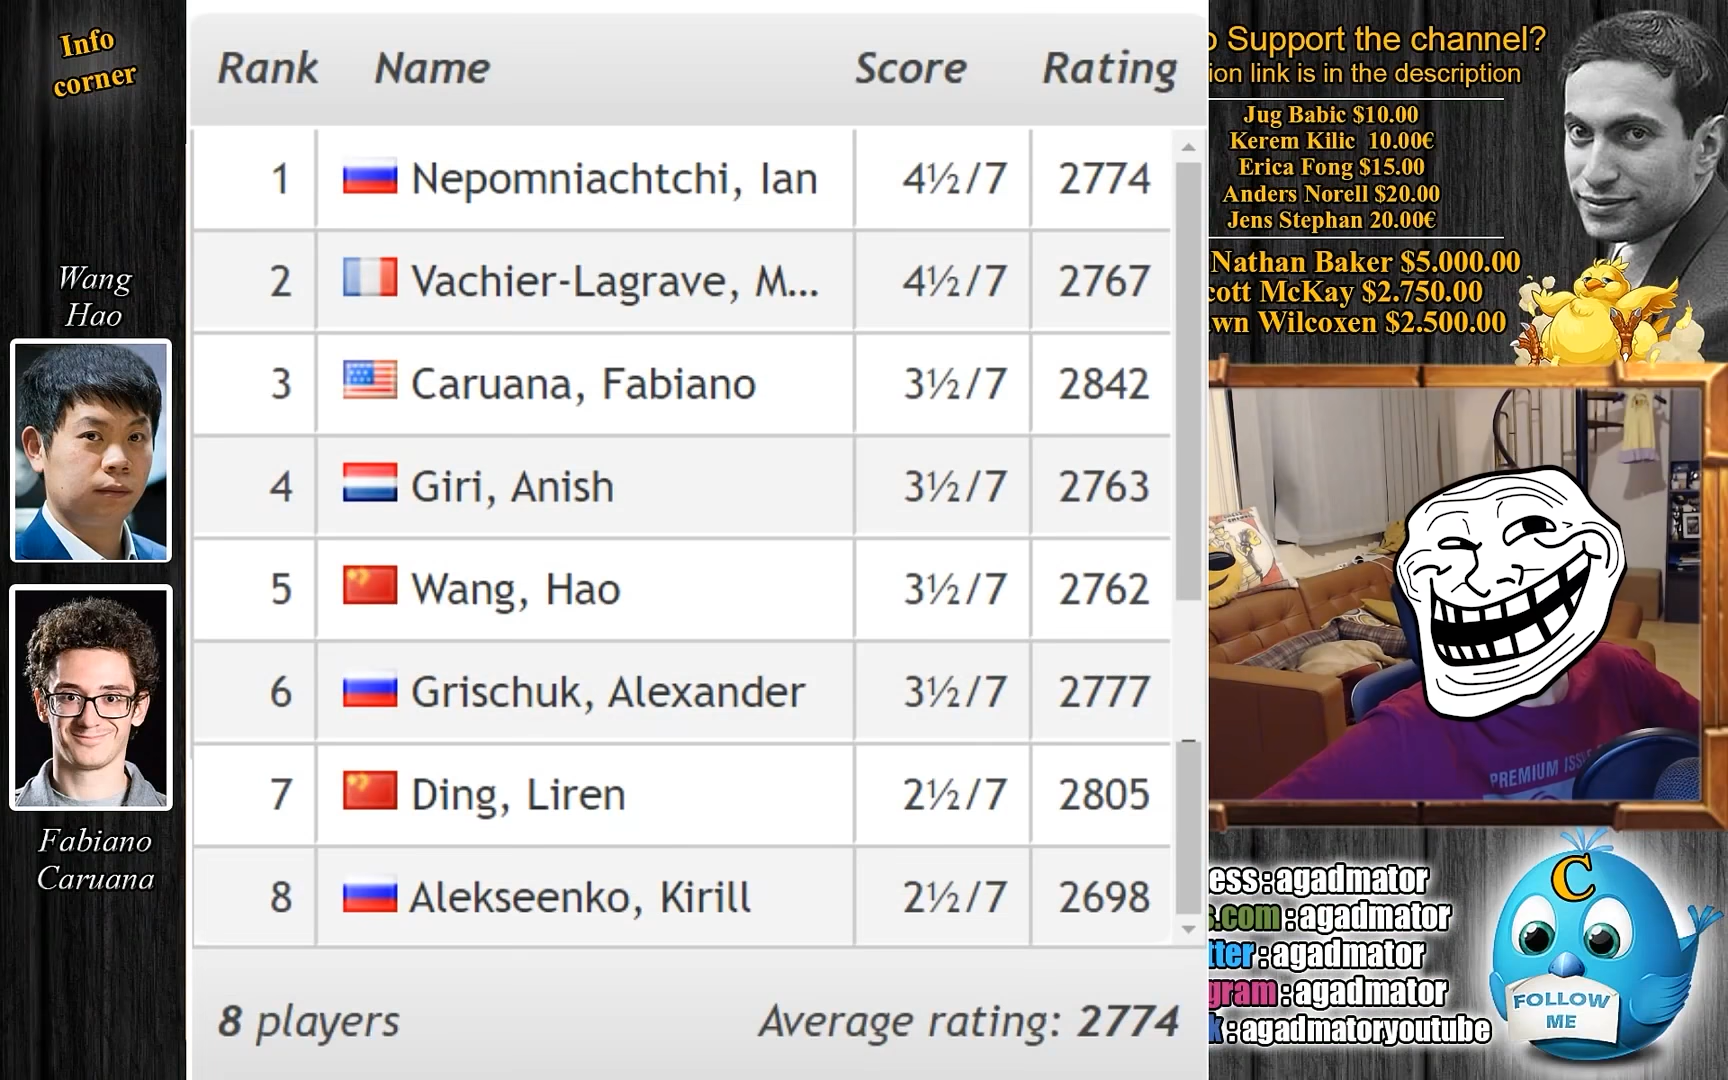 Info
corner
Wang
Hao
Fabiano
Caruana
Rank Name Score Rating
1 Nepomniachtchi, Ian 4½/7 2774
2 Vachier-Lagrave, M... 4½/7 2767
3 Caruana, Fabiano 3½/7 2842
4 Giri, Anish 3½/7 2763
5 Wang, Hao 3½/7 2762
6 Grischuk, Alexander 3½/7 2777
7 Ding, Liren 2½/7 2805
8 Alekseenko, Kirill 2½/7 2698
8 players Average rating: 2774
Support the channel?
ion link is in the description
Jug Babic $10.00
Kerem Kilic 10.00€
Erica Fong $15.00
Anders Norell $20.00
Jens Stephan 20.00€
Nathan Baker $5.000.00
cott McKay $2.750.00
wn Wilcoxen $2.500.00
PREMIUM ISS
ess:agadmator
s.com:agadmator
tter:agadmator
gram:agadmator
k:agadmatoryoutube
C
FOLLOW
ME